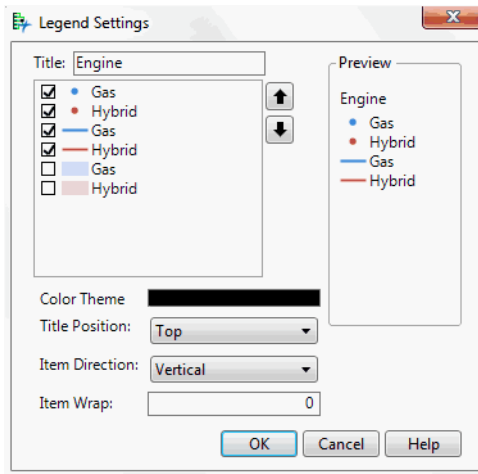 Legend Settings
Title: Engine
Gas
Hybrid
Gas
Hybrid
Gas
Hybrid
Preview
Engine
Gas
Hybrid
Gas
Hybrid
Color Theme
Title Position: Top
Item Direction: Vertical
Item Wrap: 0
OK Cancel Help